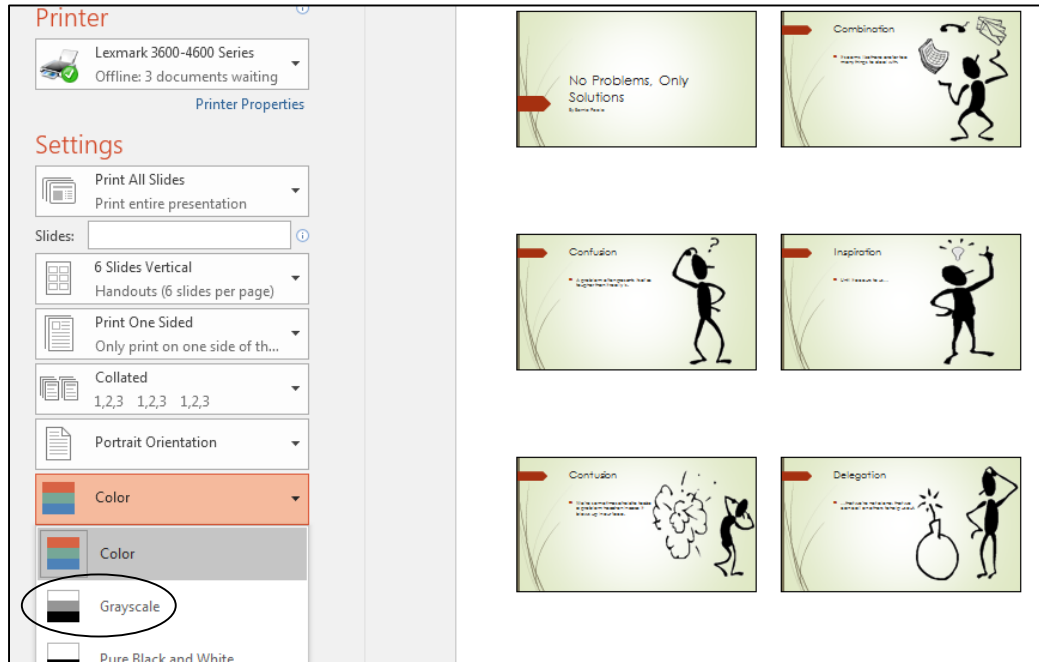 Printer
Lexmark 3600-4600 Series
Offline: 3 documents waiting
Printer Properties
Settings
Print All Slides
Print entire presentation
Slides:
6 Slides Vertical
Handouts (6 slides per page)
Print One Sided
Only print on one side of th...
Collated
1,2,3 1,2,3 1,2,3
Portrait Orientation
Color
Color
Grayscale
Pure Black and White
No Problems, Only
Solutions
Combination
Confusion
?
Inspiration
Contusion
Delegation